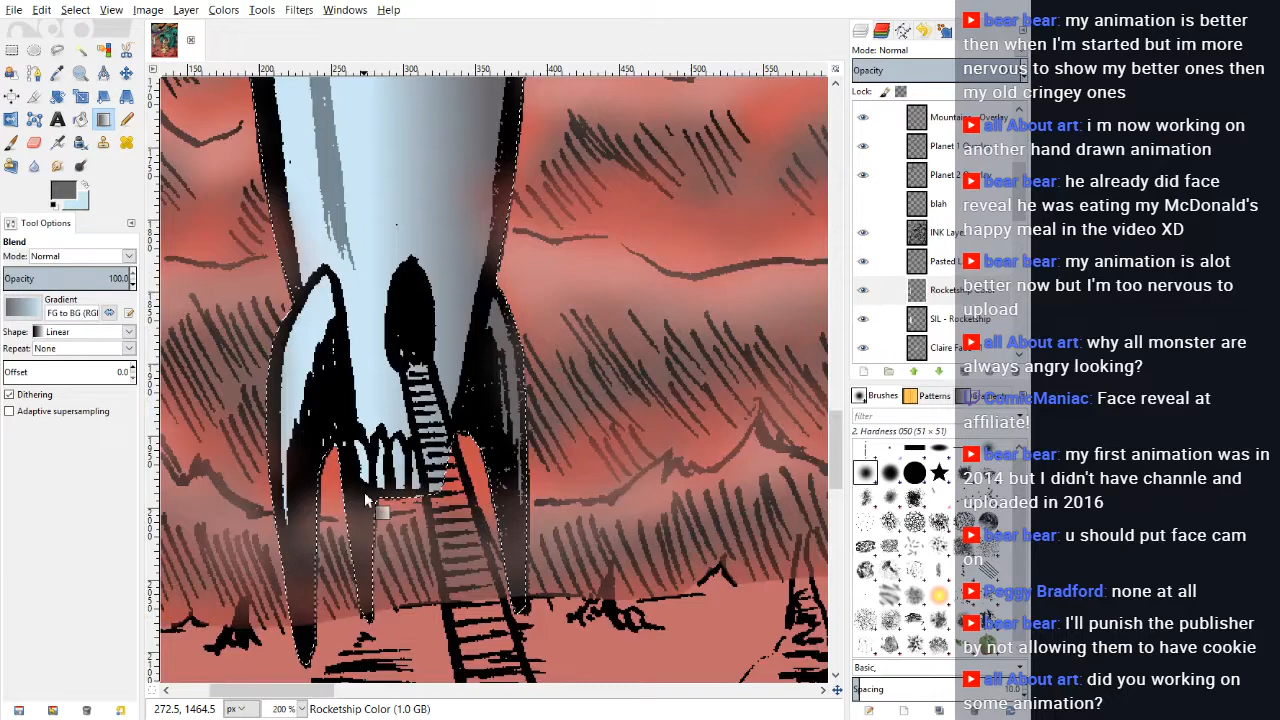 File Edit Select View Image Layer Colors Tools Filters Windows Help
Tool Options
Blend
Mode: Normal
Opacity 100.0
Gradient
FG to BG (RGI
Shape: Linear
Repeat: None
Offset 0.0
Dithering
Adaptive supersampling
150 200 250 300 350 400 450 500 550
272.5, 1464.5 px 200 % Rocketship Color (1.0 GB)
Mode: Normal
Opacity
Lock:
Planet 2
blah
INK Laye
Pasted L
Rocketsh
SIL - Rocketship
Claire Fa
Brushes Patterns
filter
2. Hardness 050 (51 × 51)
Basic,
Spacing 10.0
bear bear: my animation is better
then when I'm started but im more
nervous to show my better ones then
my old cringey ones
all About art: i m now working on
another hand drawn animation
bear bear: he already did face
reveal he was eating my McDonald's
happy meal in the video XD
bear bear: my animation is alot
better now but I'm too nervous to
upload
all About art: why all monster are
always angry looking?
ComicManiac: Face reveal at
affiliate!
bear bear: my first animation was in
2014 but I didn't have channle and
uploaded in 2016
bear bear: u should put face cam
on
Peggy Bradford: none at all
bear bear: I'll punish the publisher
by not allowing them to have cookie
all About art: did you working on
some animation?